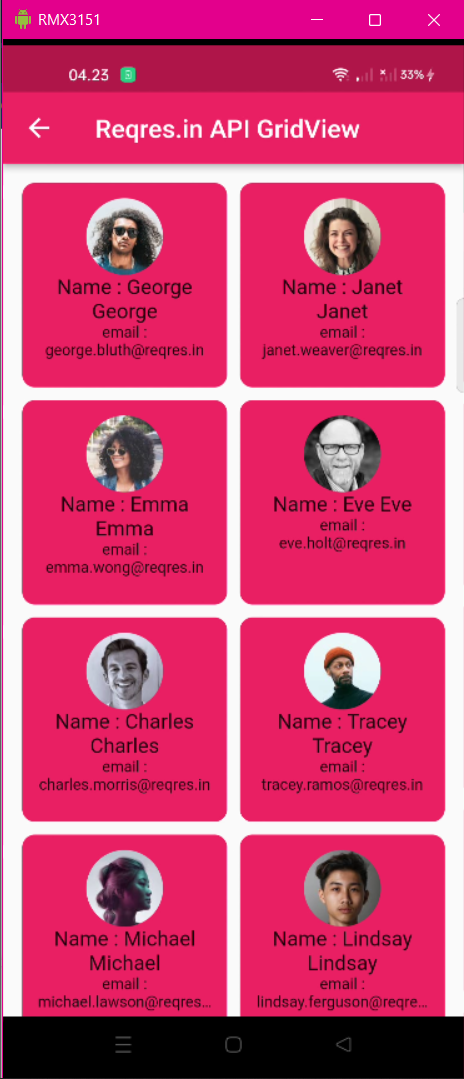 RMX3151
04.23 33%
Reqres.in API GridView
Name : George
George
email :
george.bluth@reqres.in
Name : Janet
Janet
email :
janet.weaver@reqres.in
Name : Emma
Emma
email :
emma.wong@reqres.in
Name : Eve Eve
email :
eve.holt@reqres.in
Name : Charles
Charles
email :
charles.morris@reqres.in
Name : Tracey
Tracey
email :
tracey.ramos@reqres.in
Name : Michael
Michael
email :
michael.lawson@reqres...
Name : Lindsay
Lindsay
email :
lindsay.ferguson@reqre...